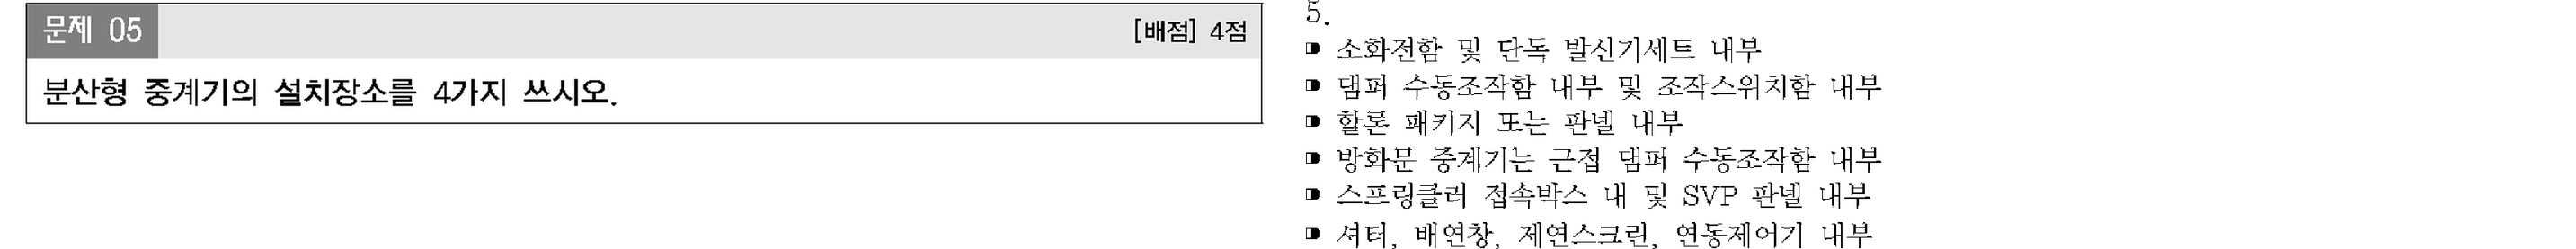 문제 05
[배점] 4점
분산형 중계기의 설치장소를 4가지 쓰시오.
5.
소화전함 및 단독 발신기세트 내부
댐퍼 수동조작함 내부 및 조작스위치함 내부
할론 패키지 또는 판넬 내부
방화문 중계기는 근접 댐퍼 수동조작함 내부
스프링클러 접속박스 내 및 SVP 판넬 내부
셔터, 배연창, 제연스크린, 연동제어기 내부